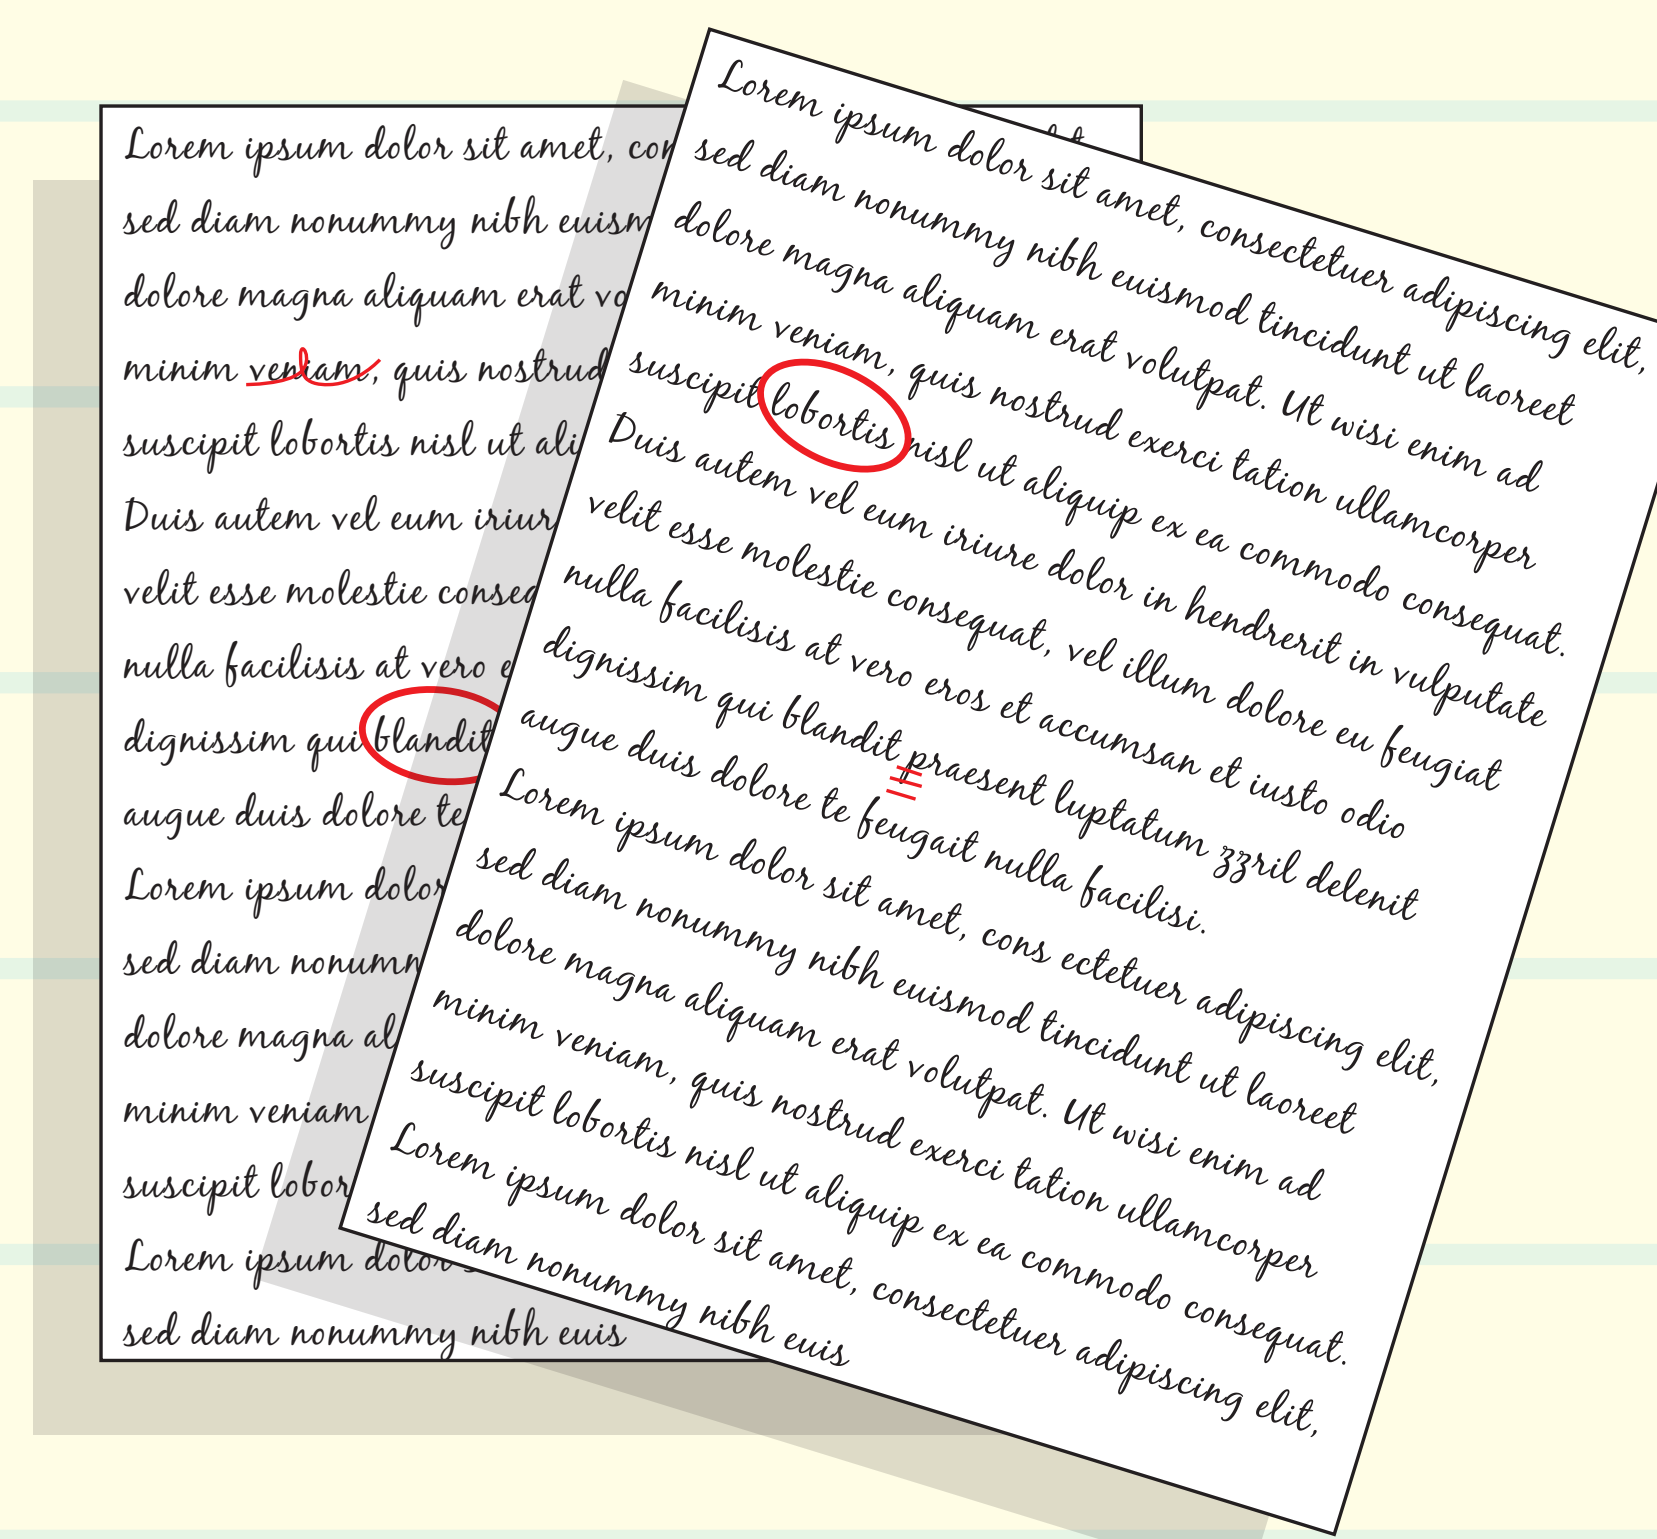 Lorem ipsum dolor sit amet,
sed diam nonummy nibh
dolore magna aliquam erat
minim veniam, quis nostrud
suscipit lobortis nisl ut
Duis autem vel eum
velit esse molestie
nulla facilisis at vero
dignissim qui blandit
augue duis dolore te
Lorem ipsum dolor
sed diam
dolore magna
minim veniam
suscipit
Lorem ipsum dolor
sed diam nonummy nibh euis
Lorem ipsum dolor sit amet, consectetuer adipiscing elit,
sed diam nonummy nibh euismod tincidunt ut laoreet
dolore magna aliquam erat volutpat. Ut wisi enim ad
minim veniam, quis nostrud exerci tation ullamcorper
suscipit lobortis nisl ut aliquip ex ea commodo consequat.
Duis autem vel eum iriure dolor in hendrerit in vulputate
velit esse molestie consequat, vel illum dolore eu feugiat
nulla facilisis at vero eros et accumsan et iusto odio
dignissim qui blandit praesent luptatum zzril delenit
augue duis dolore te feugait nulla facilisi.
Lorem ipsum dolor sit amet, cons ectetuer adipiscing elit,
sed diam nonummy nibh euismod tincidunt ut laoreet
dolore magna aliquam erat volutpat. Ut wisi enim ad
minim veniam, quis nostrud exerci tation ullamcorper
suscipit lobortis nisl ut aliquip ex ea commodo consequat.
Lorem ipsum dolor sit amet, consectetuer adipiscing elit,
sed diam nonummy nibh euis